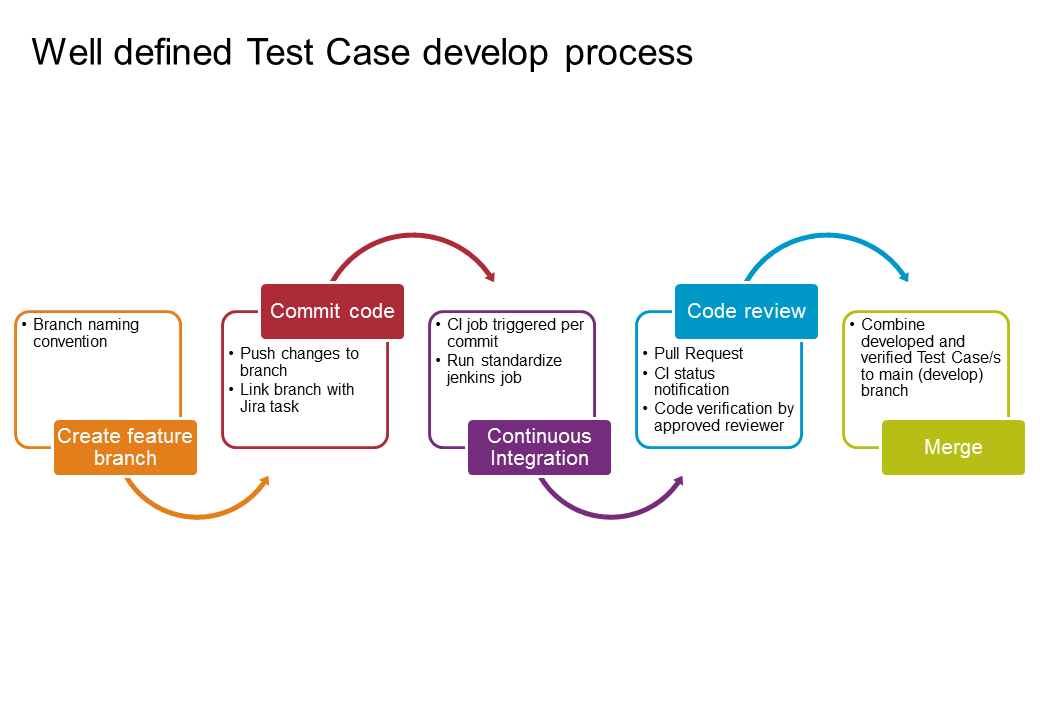 Well defined Test Case develop process
• Branch naming
convention
Create feature
branch
Commit code
• Push changes to
branch
• Link branch with
Jira task
• CI job triggered per
commit
• Run standardize
jenkins job
Continuous
Integration
Code review
• Pull Request
• CI status
notification
• Code verification by
approved reviewer
• Combine
developed and
verified Test Case/s
to main (develop)
branch
Merge